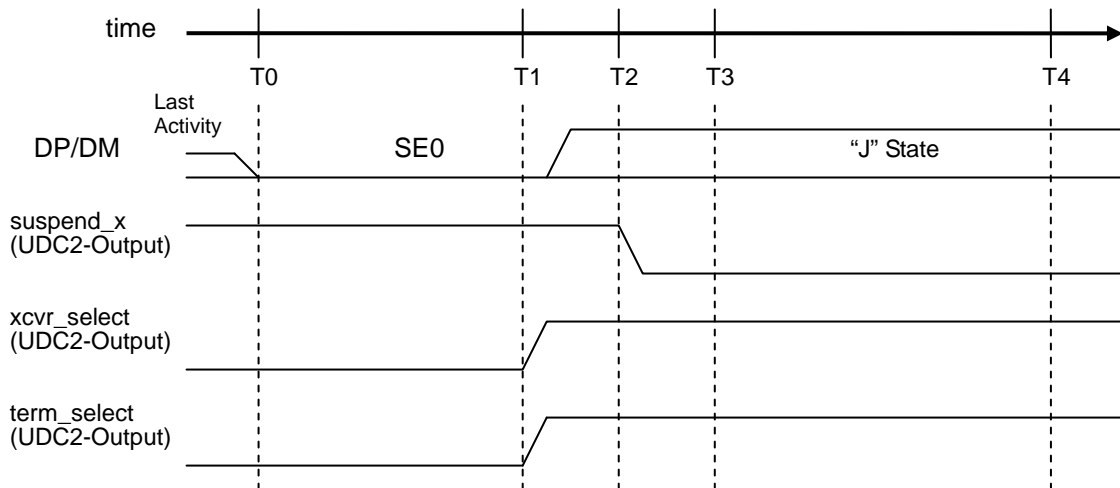 time
T0 T1 T2 T3 T4
Last
Activity
DP/DM SE0 “J” State
suspend_x
(UDC2-Output)
xcvr_select
(UDC2-Output)
term_select
(UDC2-Output)